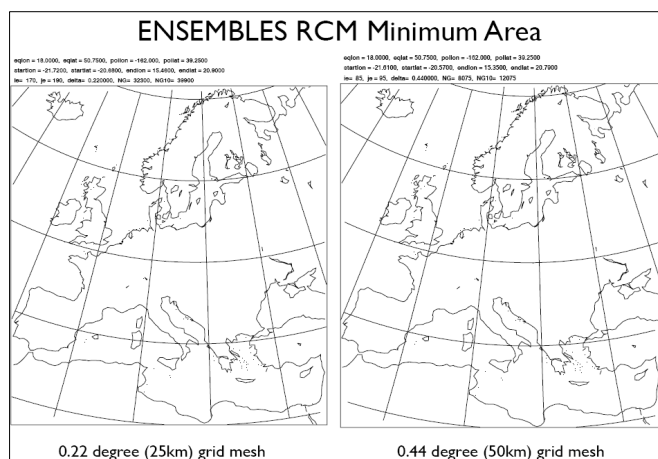 ENSEMBLES RCM Minimum Area
eqlon = 18.0000, eqlat = 50.7500, pollon = -162.000, pollat = 39.2500
startlon = -21.7200, startlat = -20.6800, endlon = 15.4600, endlat = 20.9000
ie= 170, je = 190, delta= 0.220000, NG= 32300, NG10= 39900
eqlon = 18.0000, eqlat = 50.7500, pollon = -162.000, pollat = 39.2500
startlon = -21.6100, startlat = -20.5700, endlon = 15.3500, endlat = 20.7900
ie= 85, je = 95, delta= 0.440000, NG= 8075, NG10= 12075
0.22 degree (25km) grid mesh
0.44 degree (50km) grid mesh